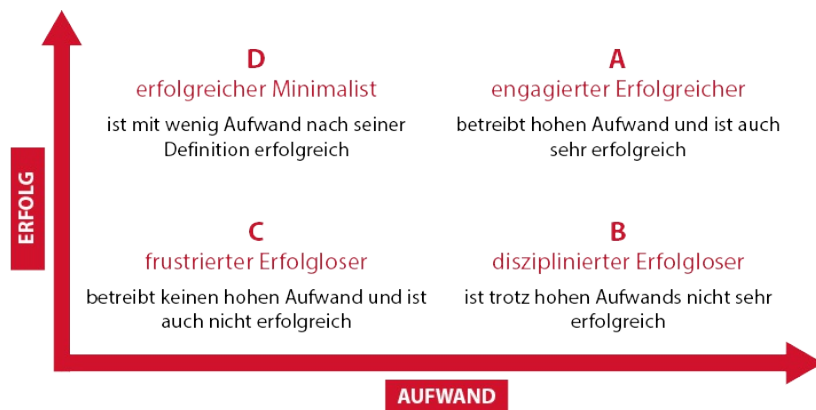 D
erfolgreicher Minimalist
ist mit wenig Aufwand nach seiner
Definition erfolgreich
A
engagierter Erfolgreicher
betreibt hohen Aufwand und ist auch
sehr erfolgreich
ERFOLG
C
frustrierter Erfolgloser
betreibt keinen hohen Aufwand und ist
auch nicht erfolgreich
B
disziplinierter Erfolgloser
ist trotz hohen Aufwands nicht sehr
erfolgreich
AUFWAND